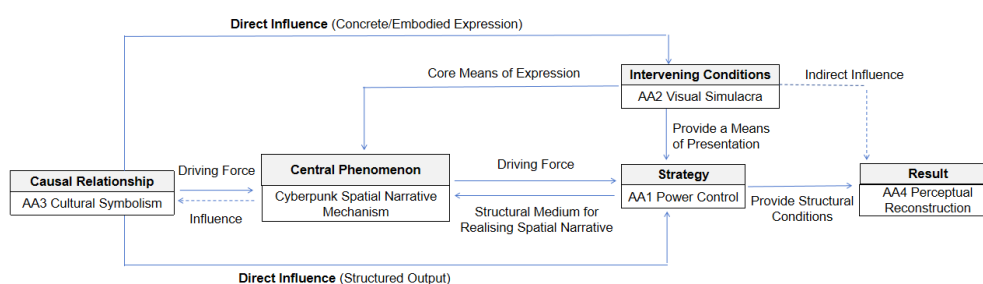 Direct Influence (Concrete/Embodied Expression)
Core Means of Expression
Intervening Conditions
AA2 Visual Simulacra
Indirect Influence
Provide a Means
of Presentation
Causal Relationship
AA3 Cultural Symbolism
Driving Force
Influence
Central Phenomenon
Cyberpunk Spatial Narrative
Mechanism
Driving Force
Structural Medium for
Realising Spatial Narrative
Strategy
AA1 Power Control
Provide Structural
Conditions
Result
AA4 Perceptual
Reconstruction
Direct Influence (Structured Output)